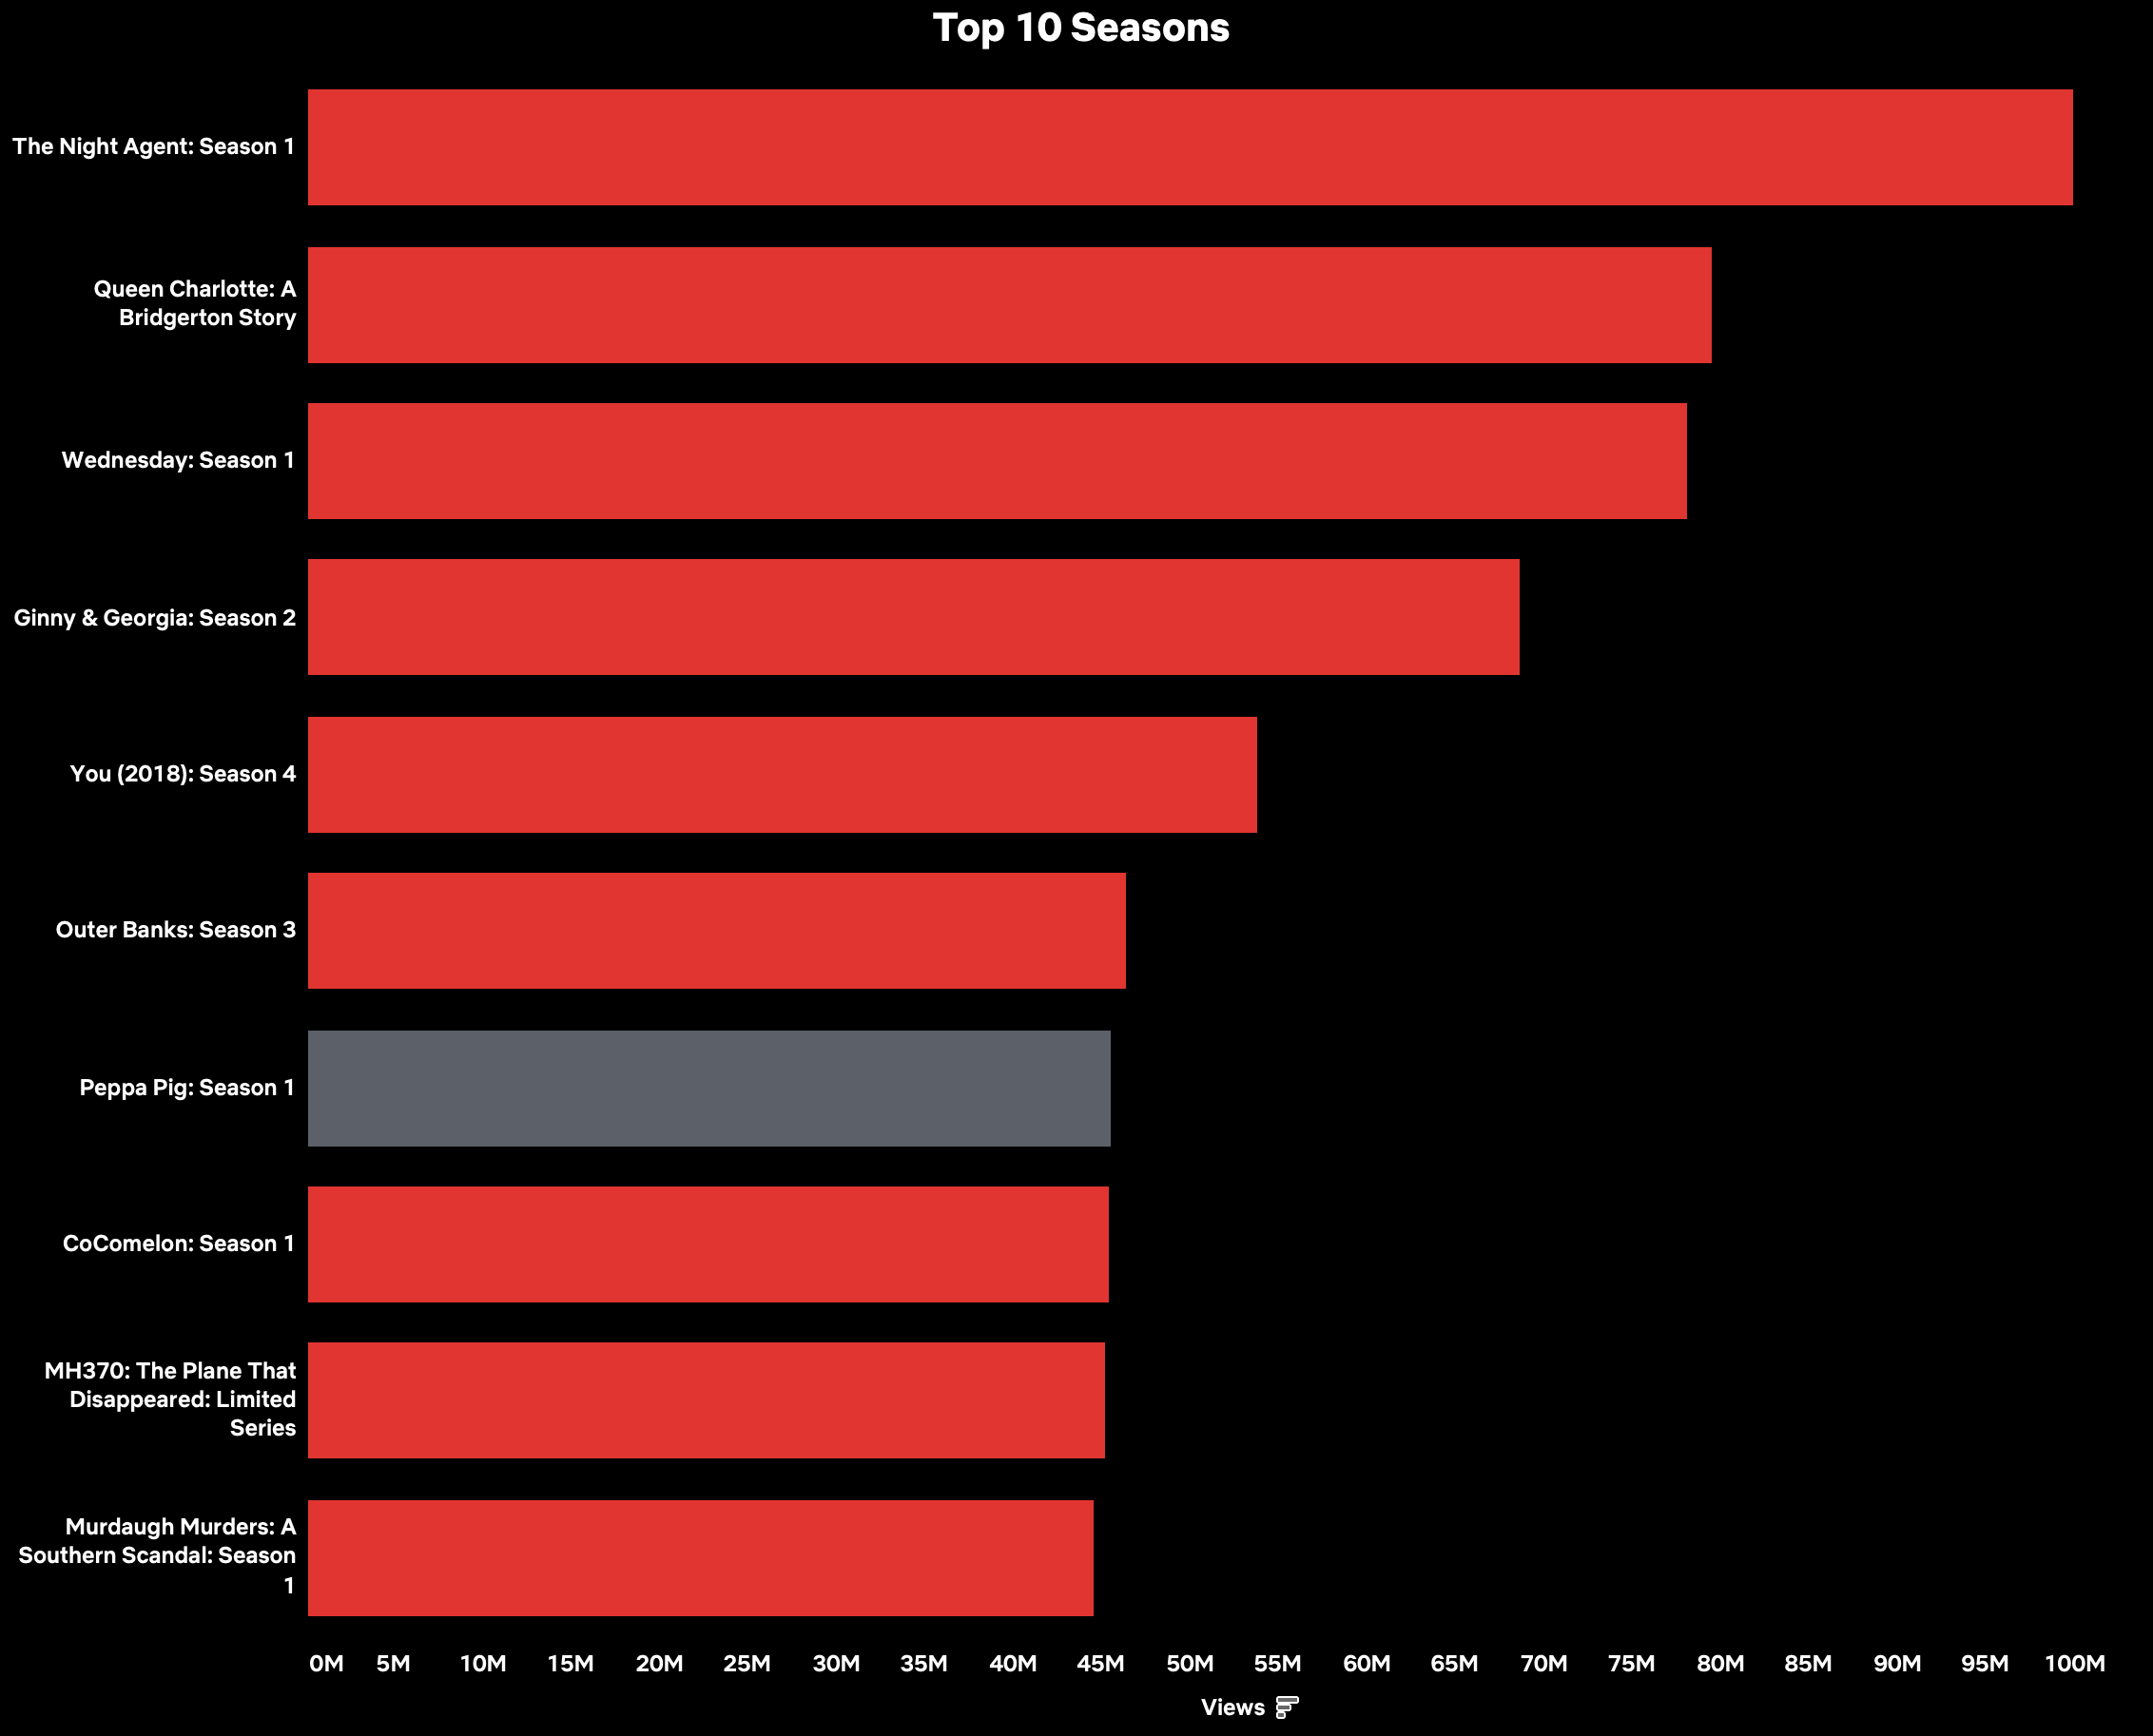 Top 10 Seasons
The Night Agent: Season 1
Queen Charlotte: A
Bridgerton Story
Wednesday: Season 1
Ginny & Georgia: Season 2
You (2018): Season 4
Outer Banks: Season 3
Peppa Pig: Season 1
CoComelon: Season 1
MH370: The Plane That
Disappeared: Limited
Series
Murdaugh Murders: A
Southern Scandal: Season
1
0M 5M 10M 15M 20M 25M 30M 35M 40M 45M 50M 55M 60M 65M 70M 75M 80M 85M 90M 95M 100M
Views